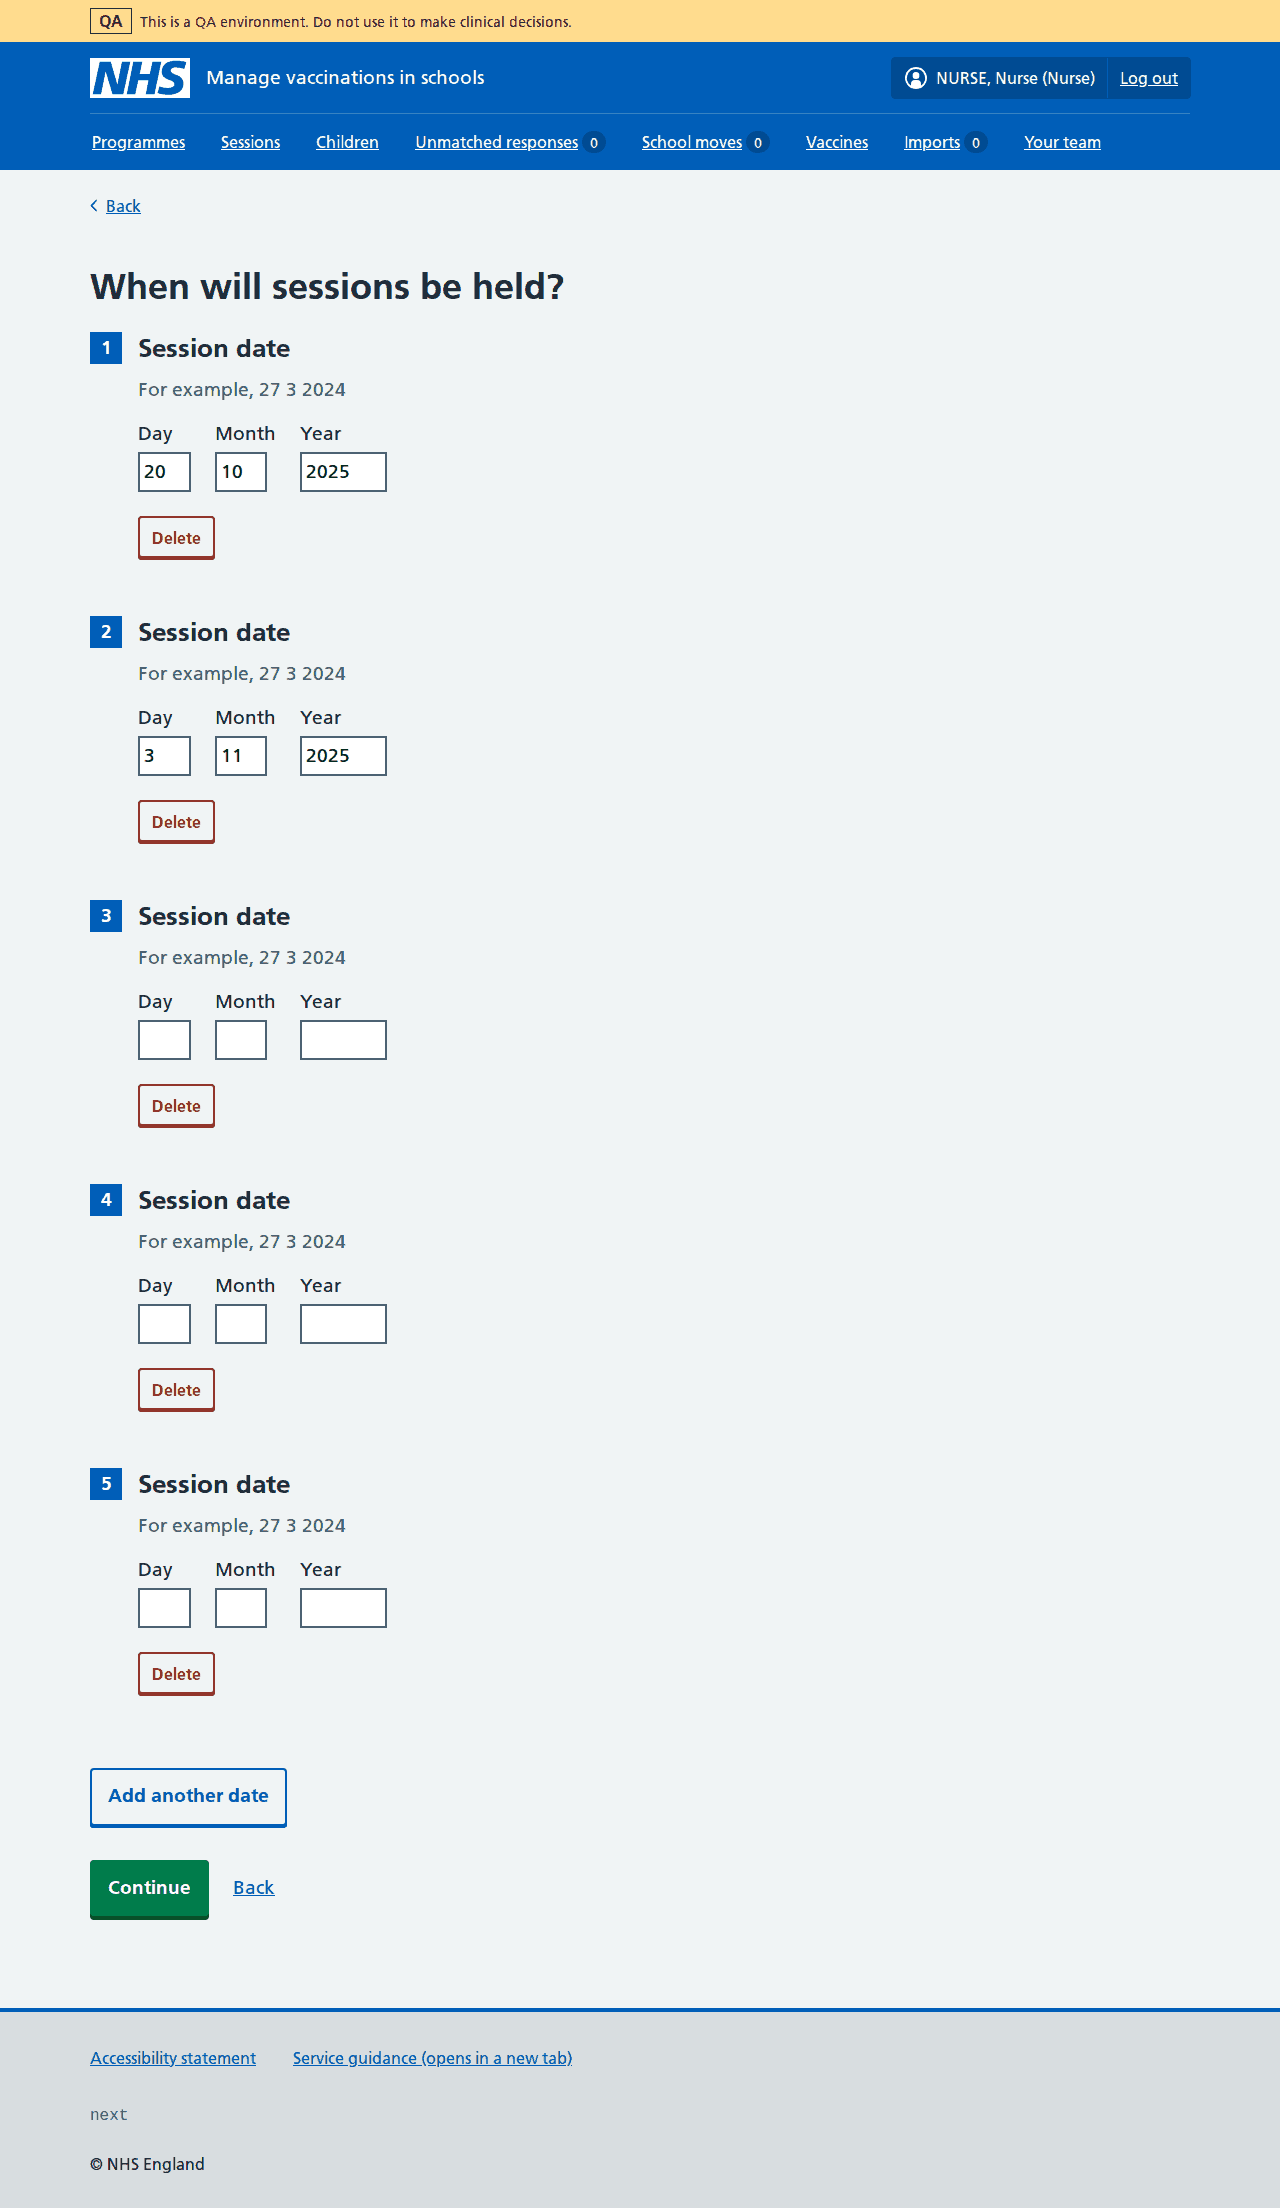 QA This is a QA environment. Do not use it to make clinical decisions.
NHS Manage vaccinations in schools NURSE, Nurse (Nurse) Log out
Programmes Sessions Children Unmatched responses 0 School moves 0 Vaccines Imports 0 Your team
Back
When will sessions be held?
1 Session date
For example, 27 3 2024
Day Month Year
20 10 2025
Delete
2 Session date
For example, 27 3 2024
Day Month Year
3 11 2025
Delete
3 Session date
For example, 27 3 2024
Day Month Year
Delete
4 Session date
For example, 27 3 2024
Day Month Year
Delete
5 Session date
For example, 27 3 2024
Day Month Year
Delete
Add another date
Continue Back
Accessibility statement Service guidance (opens in a new tab)
next
© NHS England